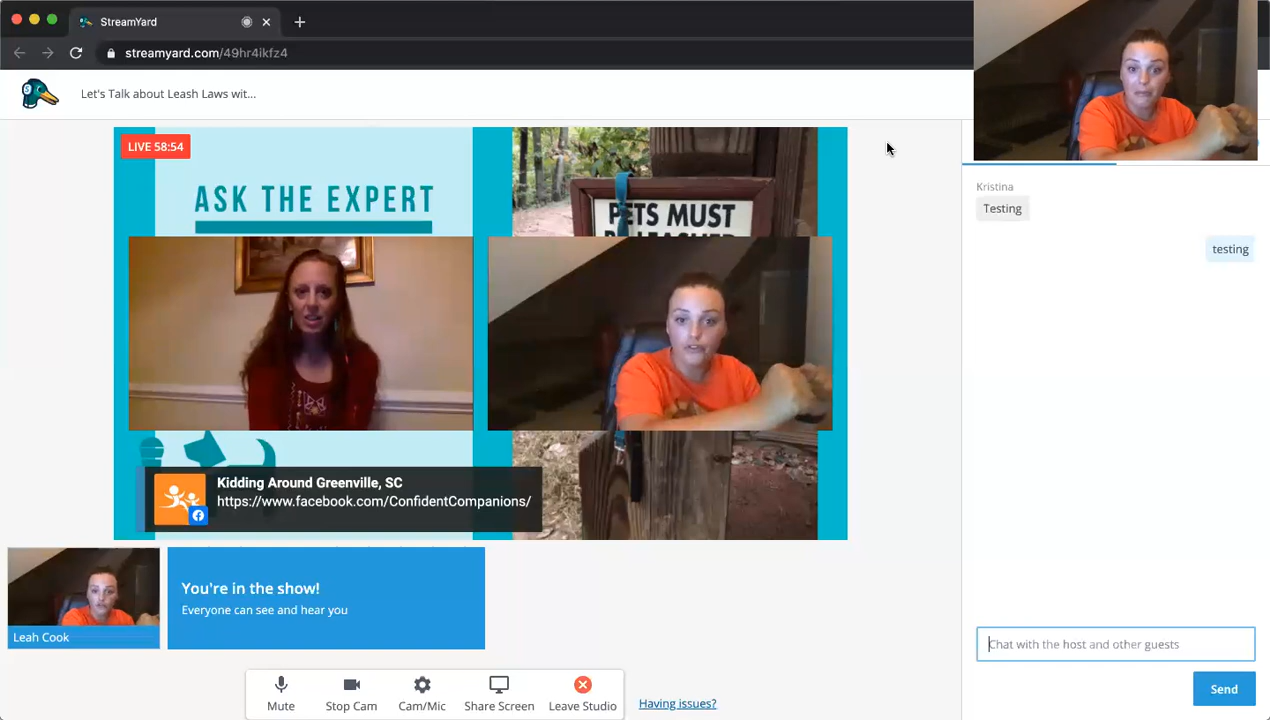 StreamYard
streamyard.com/49hr4ikfz4
Let's Talk about Leash Laws wit...
LIVE 58:54
ASK THE EXPERT
PETS MUST
Kidding Around Greenville, SC
https://www.facebook.com/ConfidentCompanions/
Leah Cook
You're in the show!
Everyone can see and hear you
Mute
Stop Cam
Cam/Mic
Share Screen
Leave Studio
Having issues?
Kristina
Testing
testing
Chat with the host and other guests
Send